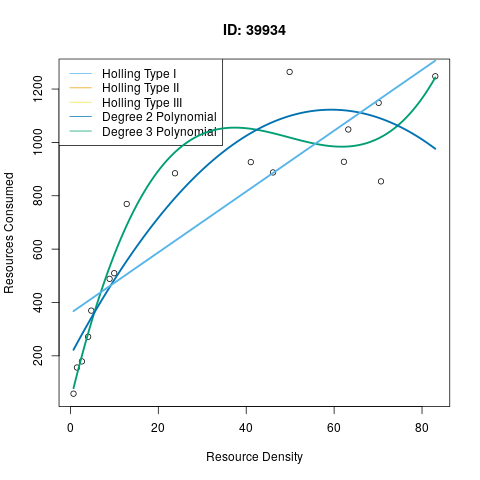 ID: 39934
Holling Type I
Holling Type II
Holling Type III
Degree 2 Polynomial
Degree 3 Polynomial
Resources Consumed
1200
1000
800
600
400
200
0 20 40 60 80
Resource Density